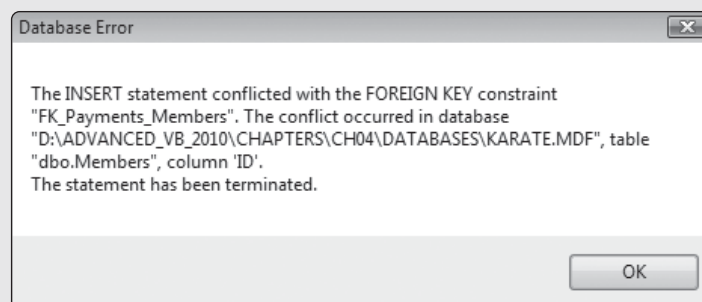 Database Error
The INSERT statement conflicted with the FOREIGN KEY constraint
"FK_Payments_Members". The conflict occurred in database
"D:\ADVANCED_VB_2010\CHAPTERS\CH04\DATABASES\KARATE.MDF", table
"dbo.Members", column 'ID'.
The statement has been terminated.
OK